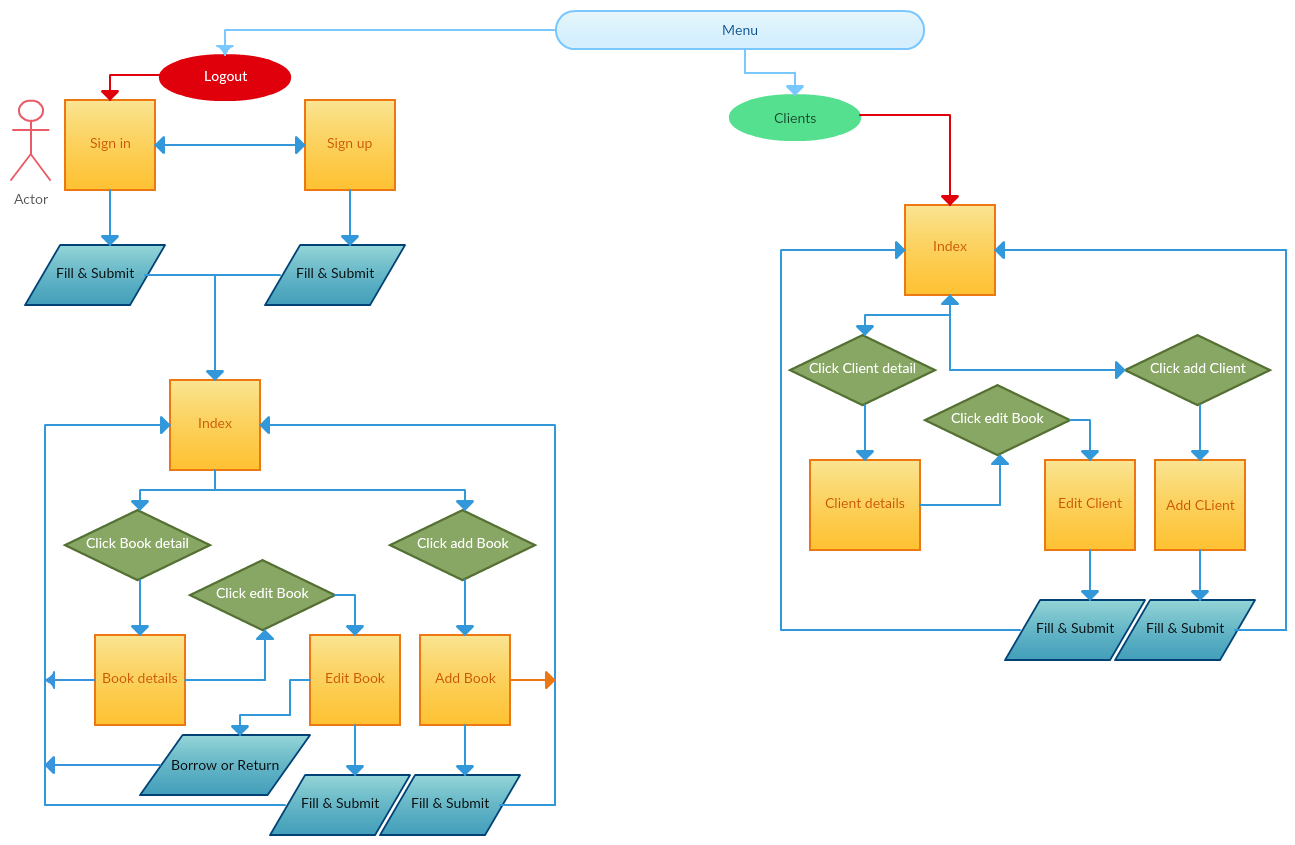 Menu
Logout
Clients
Sign in
Sign up
Actor
Fill & Submit
Fill & Submit
Index
Click Client detail
Click add Client
Click edit Book
Client details
Edit Client
Add CLient
Fill & Submit
Fill & Submit
Index
Click Book detail
Click add Book
Click edit Book
Book details
Edit Book
Add Book
Borrow or Return
Fill & Submit
Fill & Submit